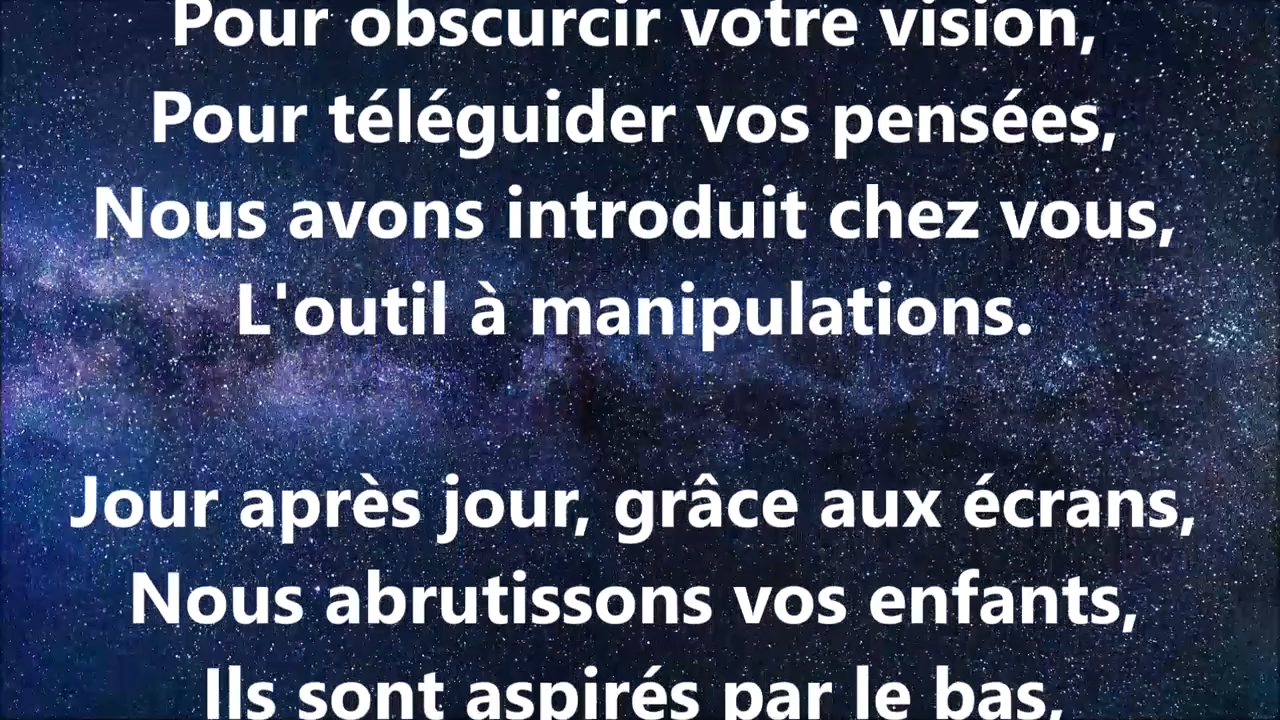 Pour obscurcir votre vision,
Pour téléguider vos pensées,
Nous avons introduit chez vous,
L'outil à manipulations.
Jour après jour, grâce aux écrans,
Nous abrutissons vos enfants,
Ils sont aspirés par le bas,